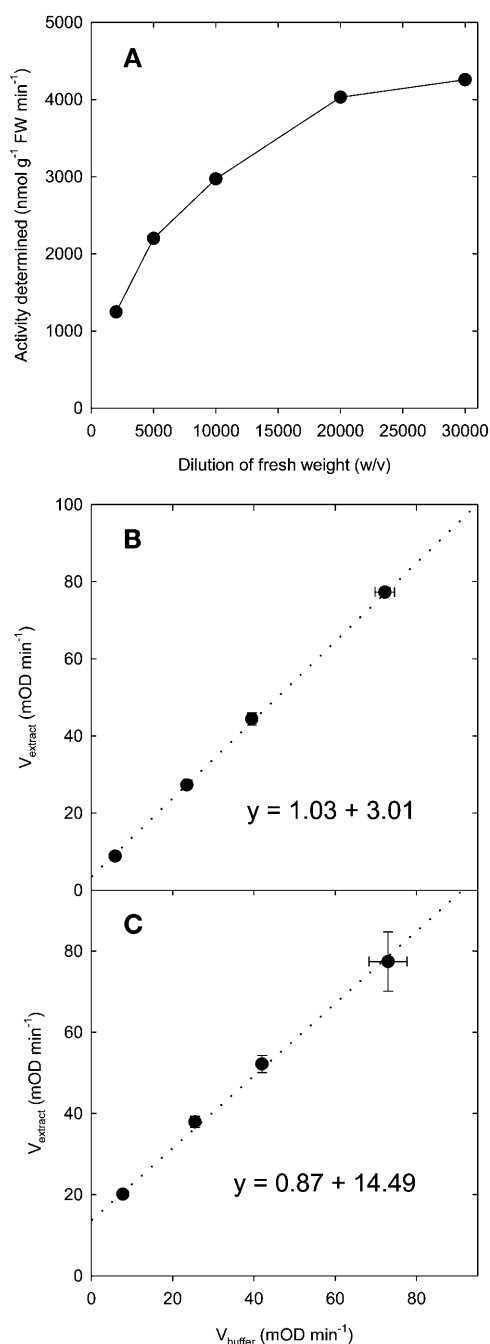 A
Activity determined (nmol g⁻¹ FW min⁻¹)
5000
4000
3000
2000
1000
0
0 5000 10000 15000 20000 25000 30000
Dilution of fresh weight (w/v)
B
V_extract (mOD min⁻¹)
100
80
60
40
20
0
y = 1.03 + 3.01
C
V_extract (mOD min⁻¹)
80
60
40
20
0
y = 0.87 + 14.49
0 20 40 60 80
V_buffer (mOD min⁻¹)